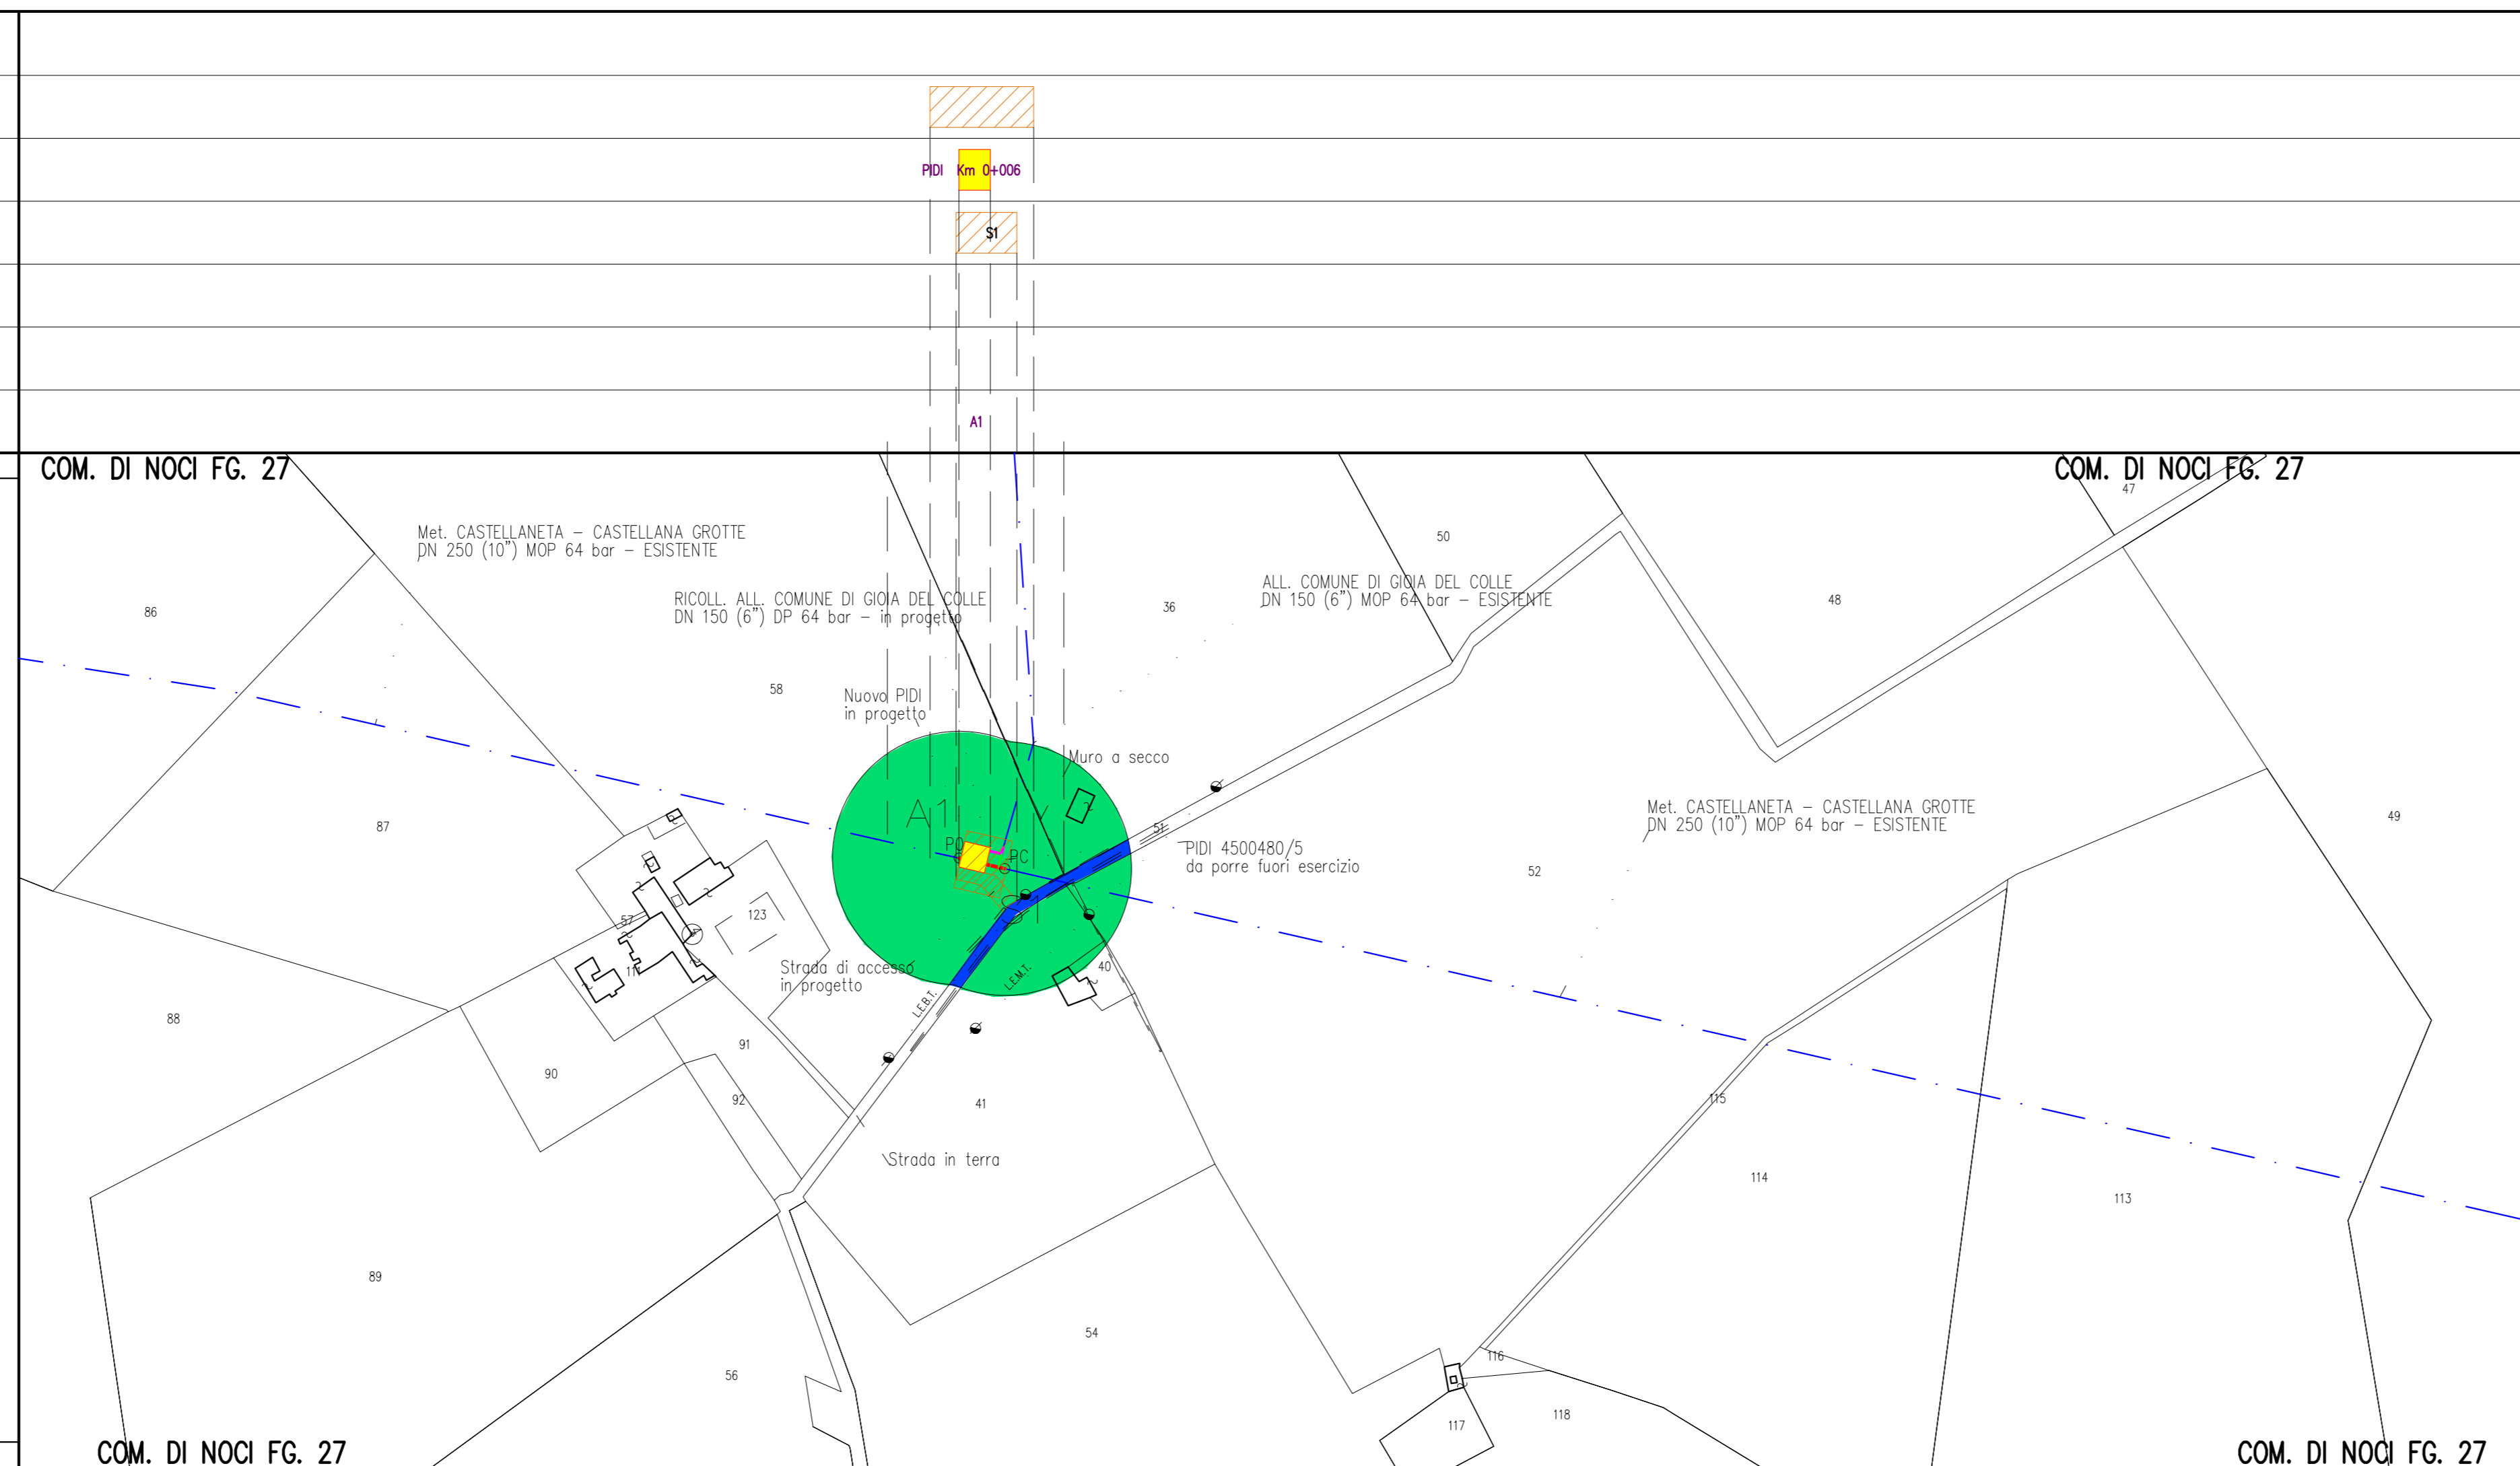 PIDI Km 0+006
S1
A1
COM. DI NOCI FG. 27
COM. DI NOCI FG. 27
47
Met. CASTELLANETA – CASTELLANA GROTTE
DN 250 (10") MOP 64 bar – ESISTENTE
50
ALL. COMUNE DI GIOIA DEL COLLE
DN 150 (6") MOP 64 bar – ESISTENTE
RICOLL. ALL. COMUNE DI GIOIA DEL COLLE
DN 150 (6") DP 64 bar – in progetto
86
36
48
58
Nuovo PIDI
in progetto
Muro a secco
A1
Met. CASTELLANETA – CASTELLANA GROTTE
DN 250 (10") MOP 64 bar – ESISTENTE
49
87
51
PIDI 4500480/5
da porre fuori esercizio
PO
PC
52
S1
57
123
111
40
Strada di accesso
in progetto
L.E.B.T.
L.E.M.T.
88
91
90
92
41
115
Strada in terra
114
113
89
54
56
116
117
118
COM. DI NOCI FG. 27
COM. DI NOCI FG. 27